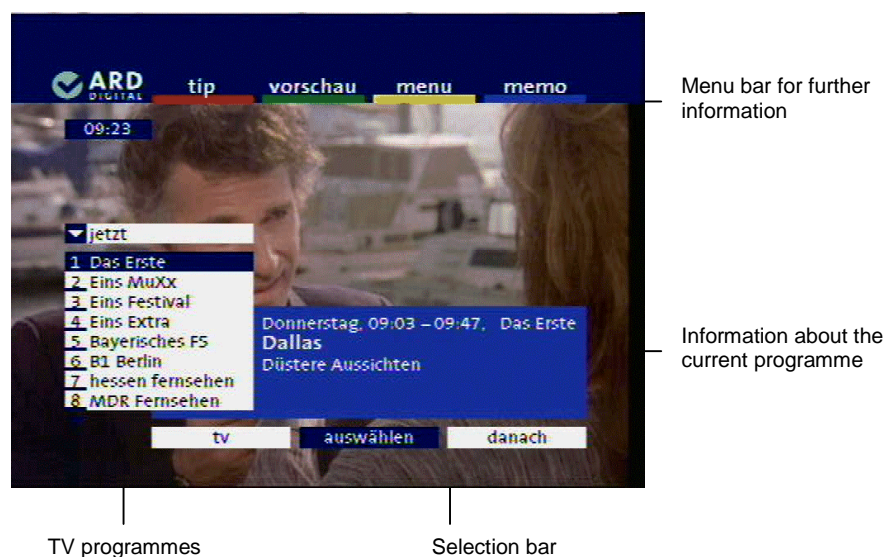 ARD
DIGITAL
tip vorschau menu memo
Menu bar for further
information
09:23
jetzt
1 Das Erste
2 Eins MuXx
3 Eins Festival
4 Eins Extra
5 Bayerisches FS
6 B1 Berlin
7 hessen fernsehen
8 MDR Fernsehen
Donnerstag, 09:03 – 09:47, Das Erste
Dallas
Düstere Aussichten
Information about the
current programme
tv auswählen danach
TV programmes
Selection bar